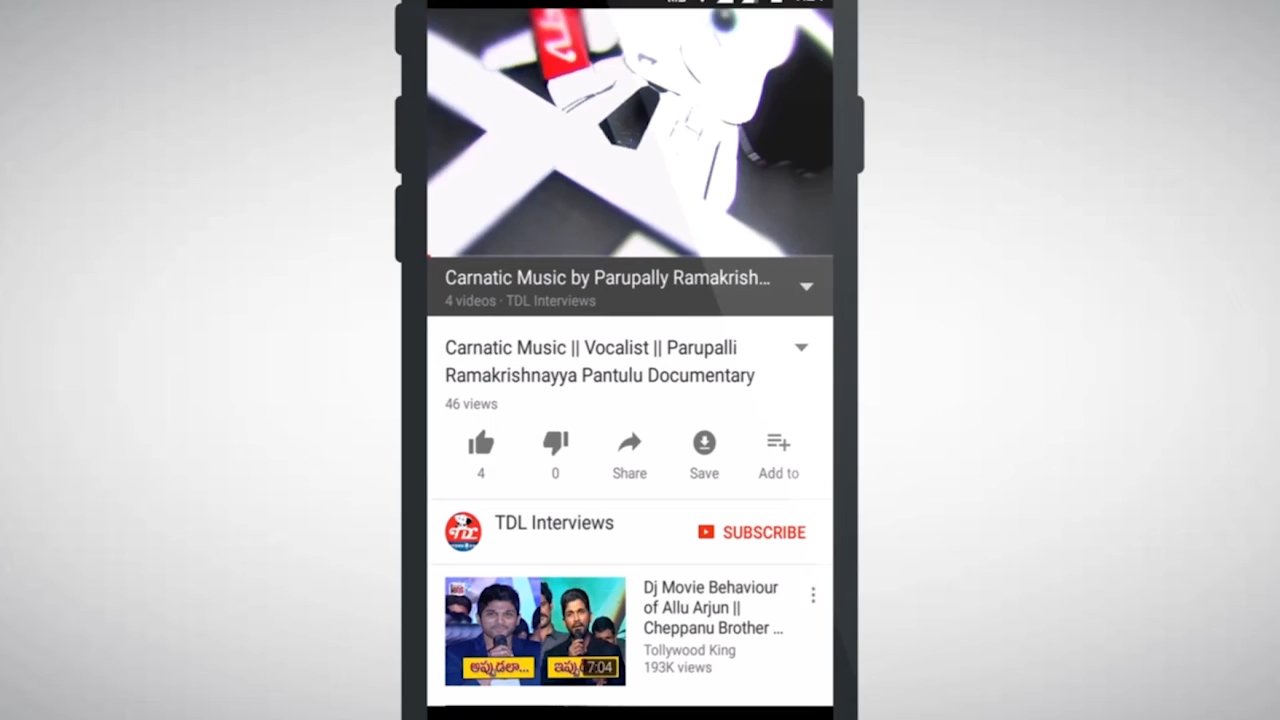 Carnatic Music by Parupally Ramakrish...
4 videos · TDL Interviews
Carnatic Music || Vocalist || Parupalli
Ramakrishnayya Pantulu Documentary
46 views
4
0
Share
Save
Add to
TDL Interviews
SUBSCRIBE
Dj Movie Behaviour
of Allu Arjun ||
Cheppanu Brother ...
Tollywood King
193K views
అప్పుడలా...
7:04